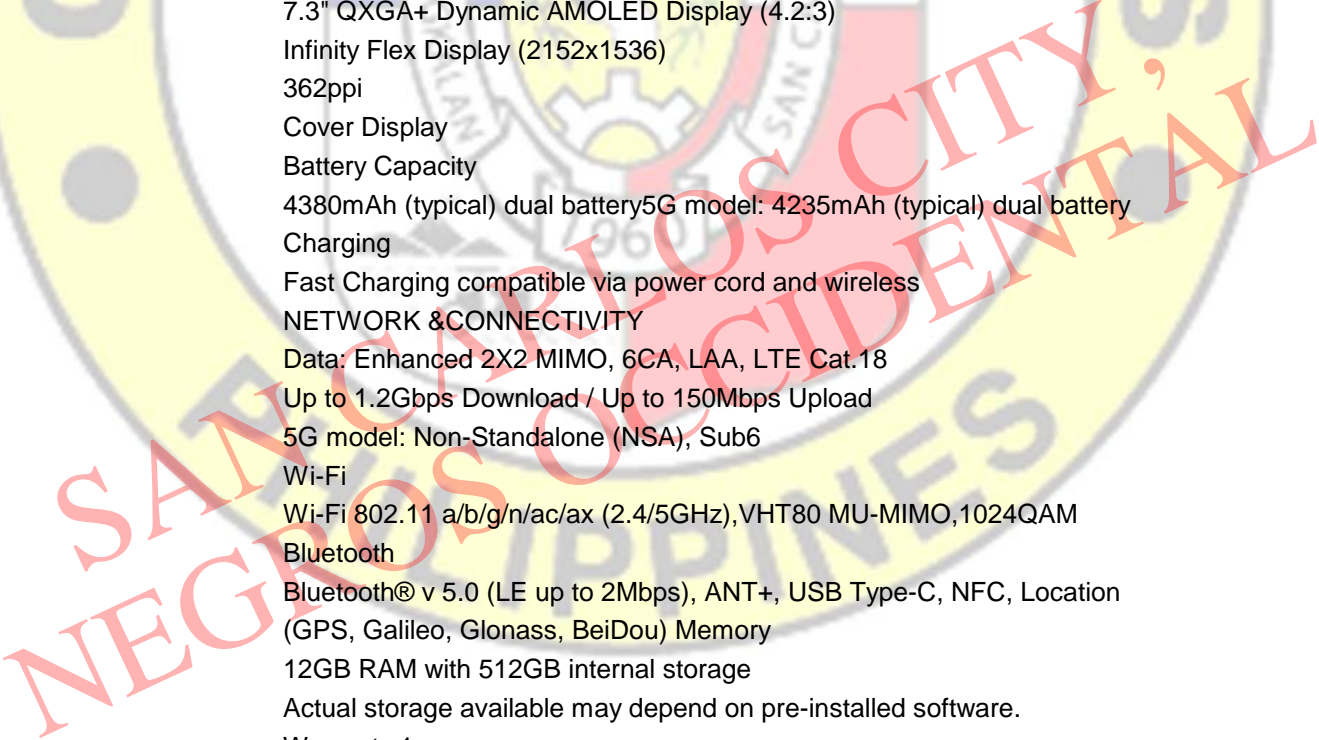 7.3" QXGA+ Dynamic AMOLED Display (4.2:3)
Infinity Flex Display (2152x1536)
362ppi
Cover Display
Battery Capacity
4380mAh (typical) dual battery5G model: 4235mAh (typical) dual battery
Charging
Fast Charging compatible via power cord and wireless
NETWORK &CONNECTIVITY
Data: Enhanced 2X2 MIMO, 6CA, LAA, LTE Cat.18
Up to 1.2Gbps Download / Up to 150Mbps Upload
5G model: Non-Standalone (NSA), Sub6
Wi-Fi
Wi-Fi 802.11 a/b/g/n/ac/ax (2.4/5GHz),VHT80 MU-MIMO,1024QAM
Bluetooth
Bluetooth® v 5.0 (LE up to 2Mbps), ANT+, USB Type-C, NFC, Location
(GPS, Galileo, Glonass, BeiDou) Memory
12GB RAM with 512GB internal storage
Actual storage available may depend on pre-installed software.
SAN CARLOS CITY,
NEGROS OCCIDENTAL
1960
PHILIPPINES